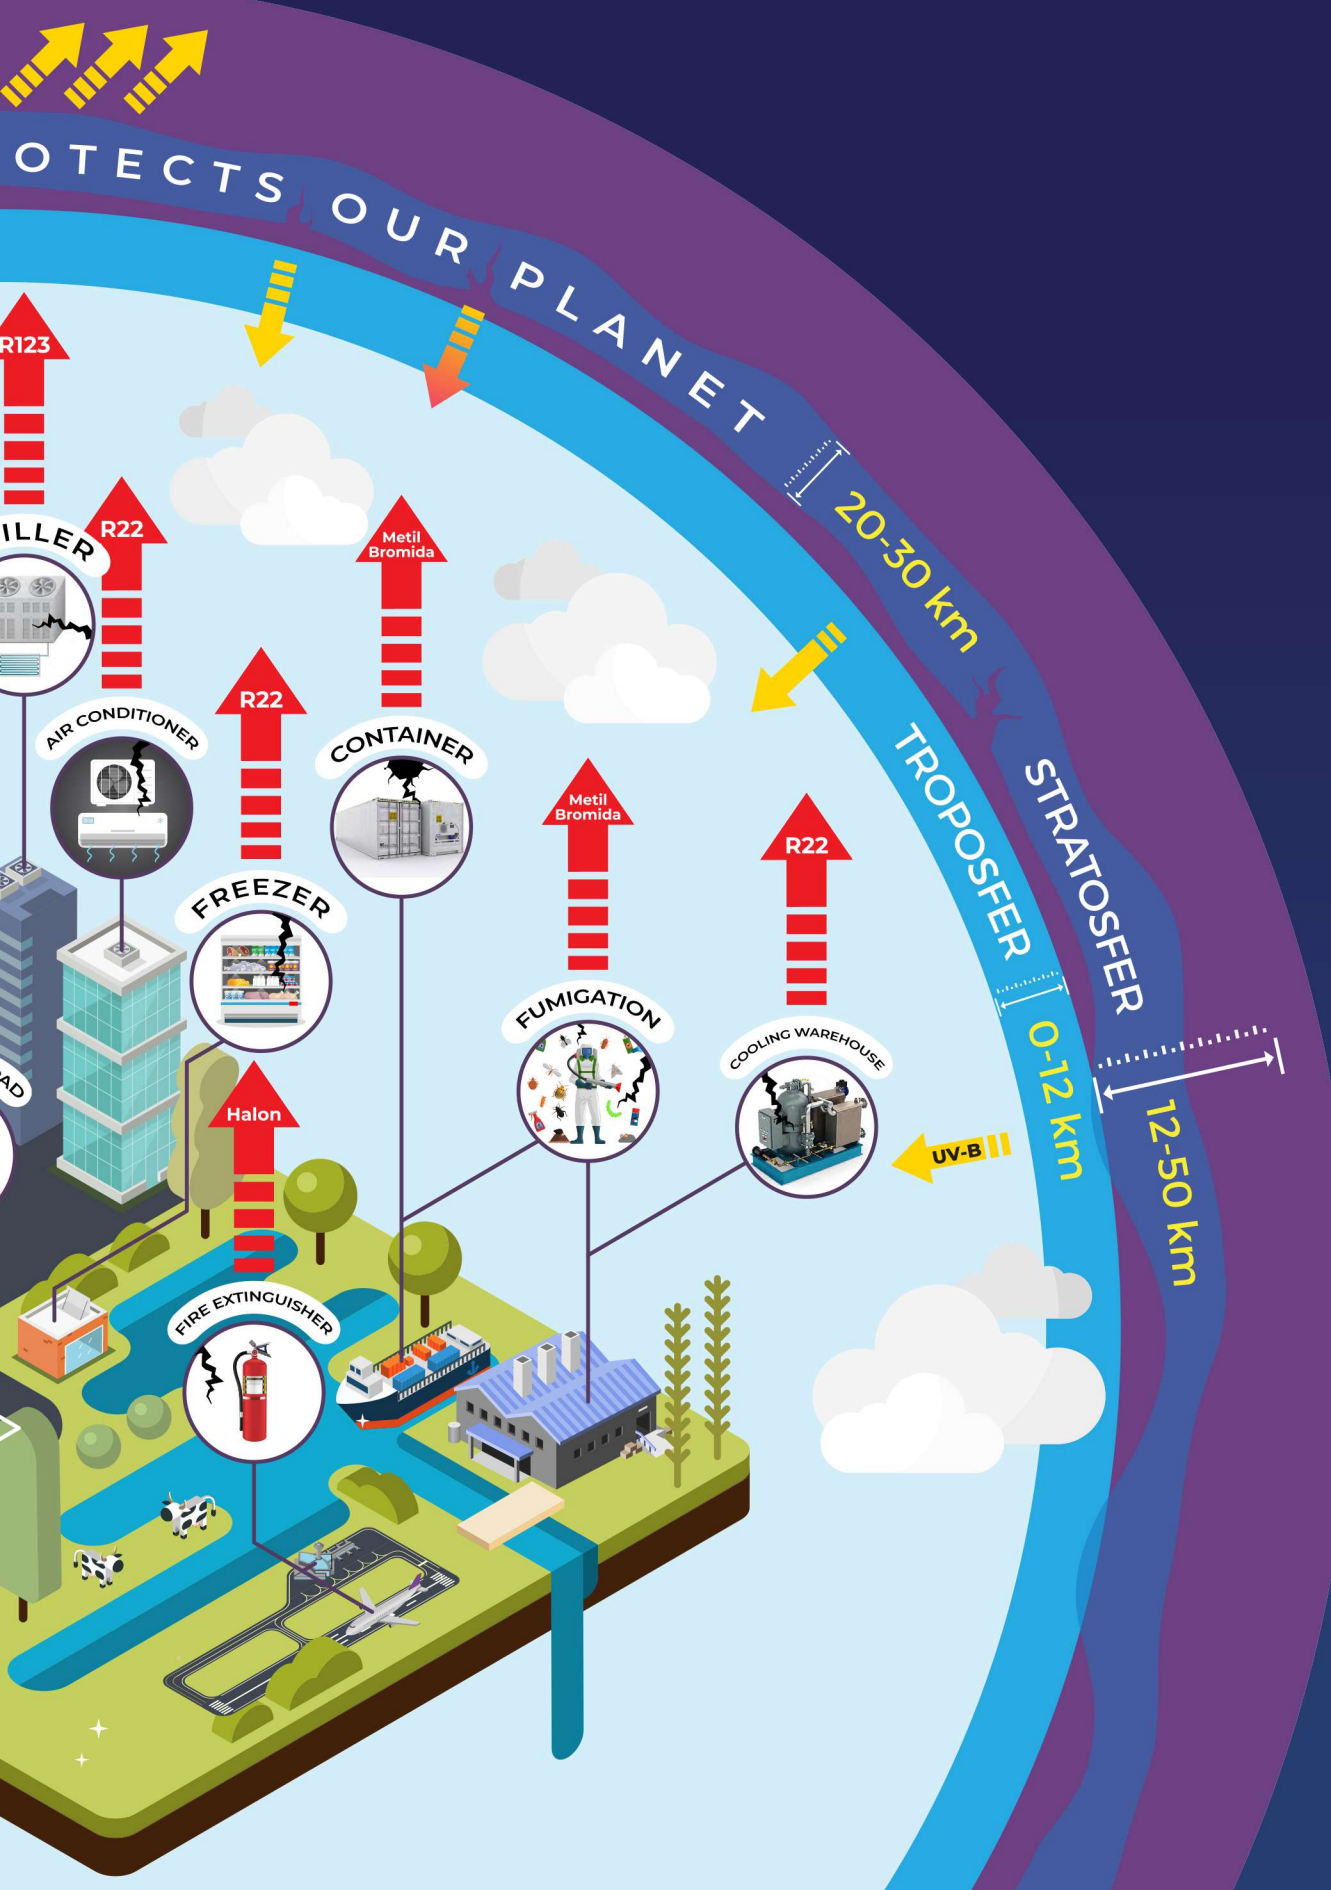 OTECTS OUR PLANET
20-30 km
R123
ILLER
R22
AIR CONDITIONER
R22
FREEZER
Metil
Bromida
CONTAINER
Metil
Bromida
FUMIGATION
R22
COOLING WAREHOUSE
TROPOSFER
0-12 km
STRATOSFER
12-50 km
UV-B
PAD
Halon
FIRE EXTINGUISHER